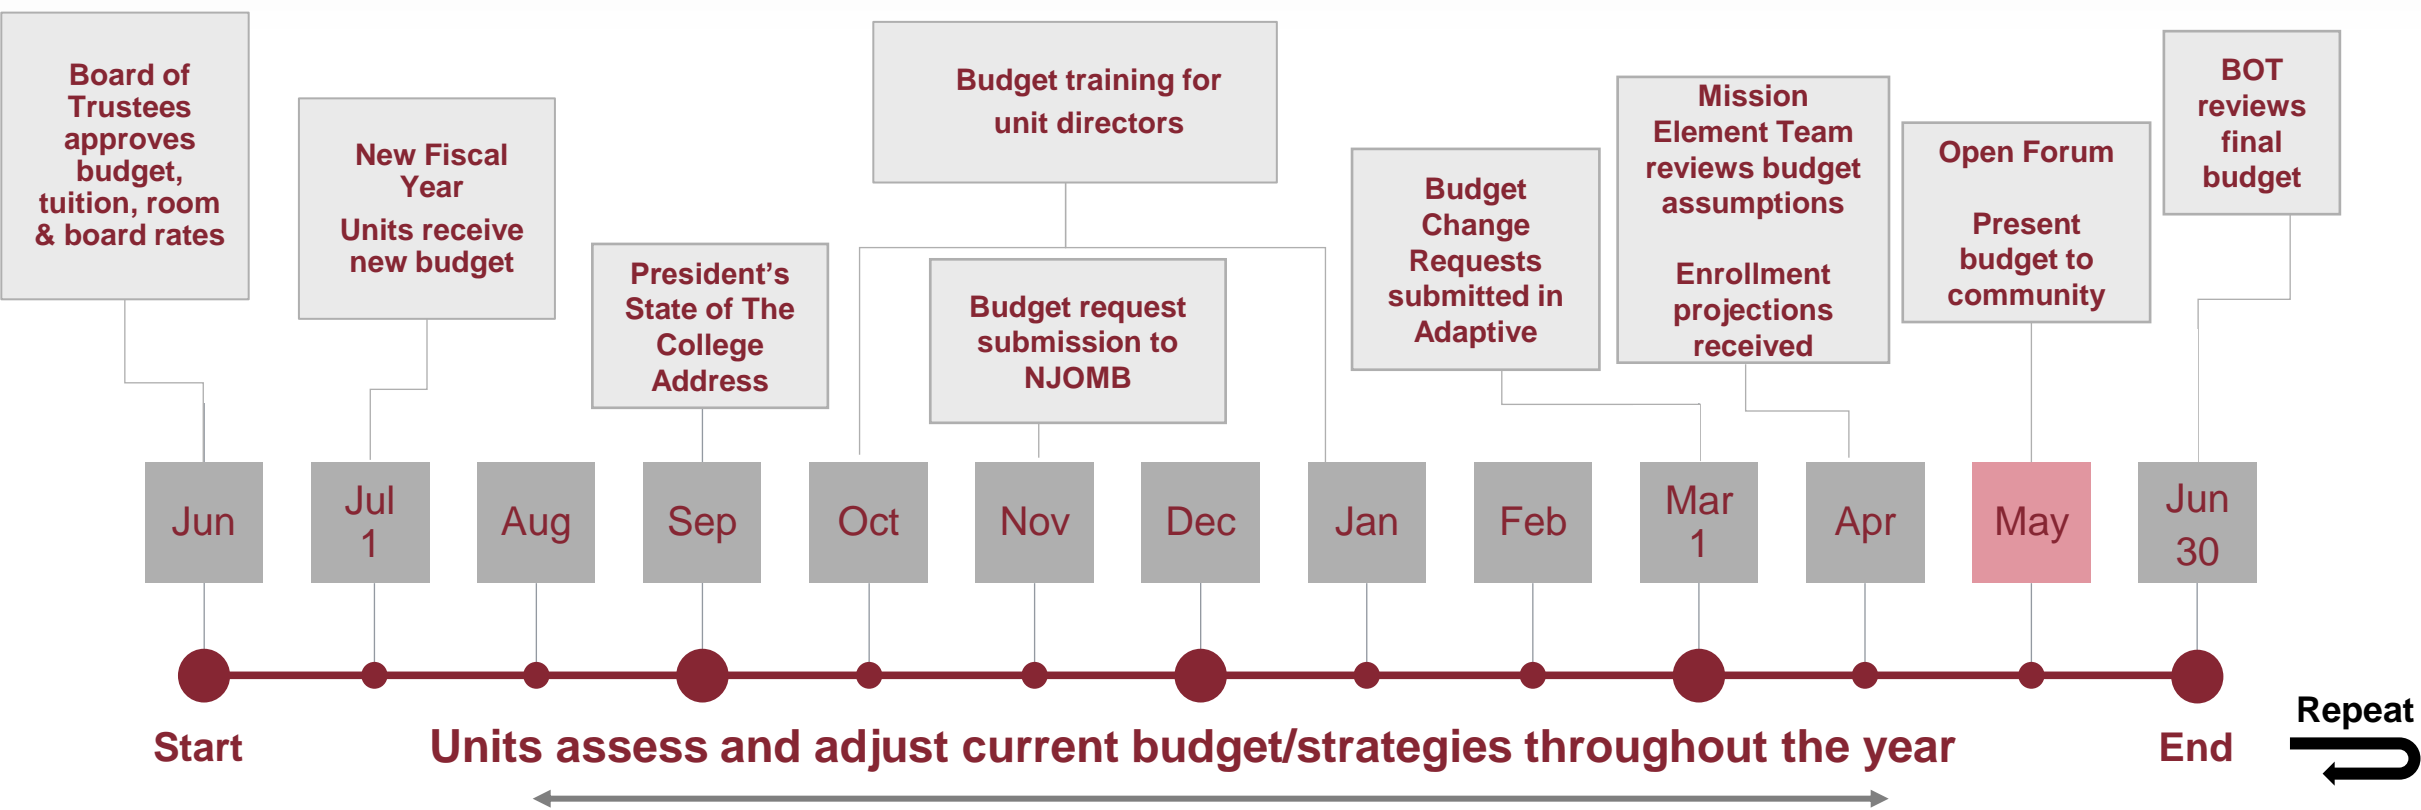 Board of
Trustees
approves
budget,
tuition, room
& board rates
New Fiscal
Year
Units receive
new budget
President’s
State of The
College
Address
Budget training for
unit directors
Budget request
submission to
NJOMB
Budget
Change
Requests
submitted in
Adaptive
Mission
Element Team
reviews budget
assumptions
Enrollment
projections
received
Open Forum
Present
budget to
community
BOT
reviews
final
budget
Jun
Jul
1
Aug
Sep
Oct
Nov
Dec
Jan
Feb
Mar
1
Apr
May
Jun
30
Start
Units assess and adjust current budget/strategies throughout the year
End
Repeat